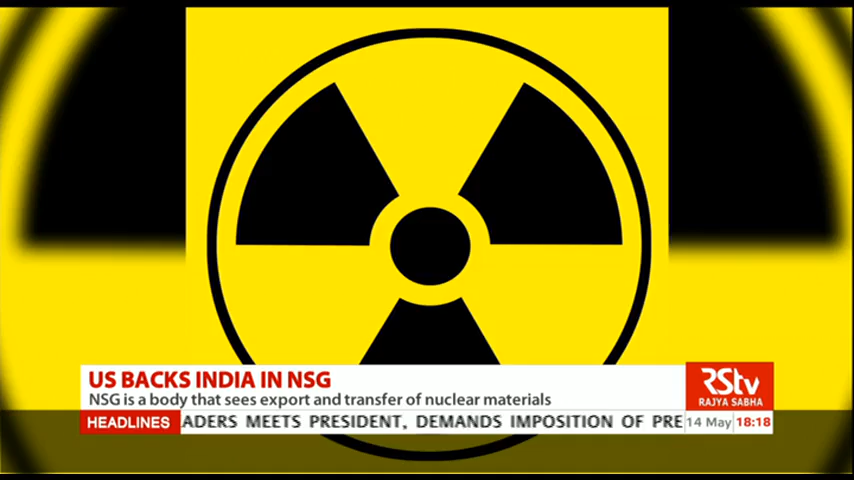 US BACKS INDIA IN NSG
NSG is a body that sees export and transfer of nuclear materials
RStv
RAJYA SABHA
HEADLINES ADERS MEETS PRESIDENT, DEMANDS IMPOSITION OF PRE 14 May 18:18